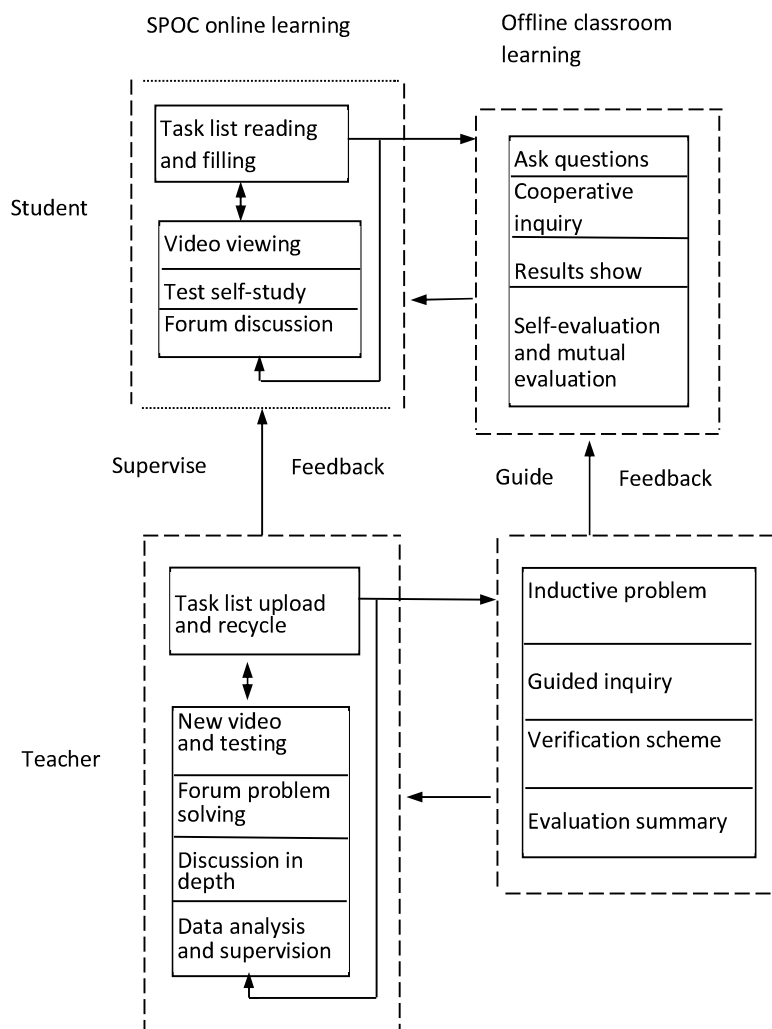 SPOC online learning
Offline classroom
learning
Student
Task list reading
and filling
Video viewing
Test self-study
Forum discussion
Ask questions
Cooperative
inquiry
Results show
Self-evaluation
and mutual
evaluation
Supervise
Feedback
Guide
Feedback
Teacher
Task list upload
and recycle
New video
and testing
Forum problem
solving
Discussion in
depth
Data analysis
and supervision
Inductive problem
Guided inquiry
Verification scheme
Evaluation summary